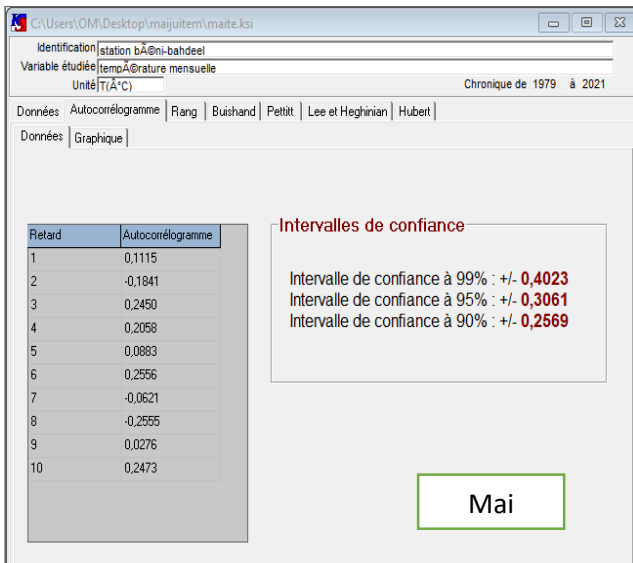 C:\Users\OM\Desktop\maijuitem\maite.ksi
Identification station bÃ©ni-bahdeel
Variable étudiée tempÃ©rature mensuelle
Unité T(Â°C) Chronique de 1979 à 2021
Données Autocorrélogramme Rang Buishand Pettitt Lee et Heghinian Hubert
Données Graphique
Retard Autocorrélogramme
1 0,1115
2 -0,1841
3 0,2450
4 0,2058
5 0,0883
6 0,2556
7 -0,0621
8 -0,2555
9 0,0276
10 0,2473
Intervalles de confiance
Intervalle de confiance à 99% : +/- 0,4023
Intervalle de confiance à 95% : +/- 0,3061
Intervalle de confiance à 90% : +/- 0,2569
Mai